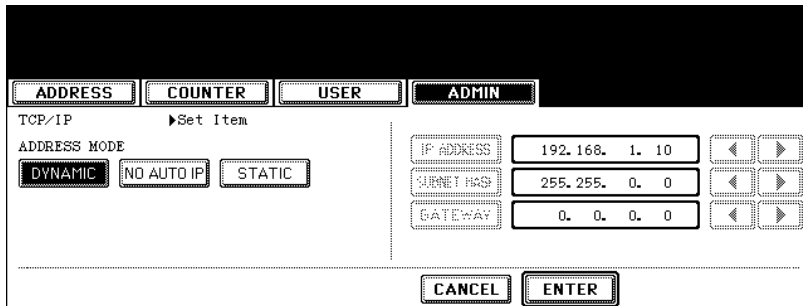 ADDRESS COUNTER USER ADMIN
TCP/IP ▶Set Item
ADDRESS MODE
DYNAMIC NO AUTO IP STATIC
IP ADDRESS 192.168. 1. 10
SUBNET MASK 255.255. 0. 0
GATEWAY 0. 0. 0. 0
CANCEL ENTER